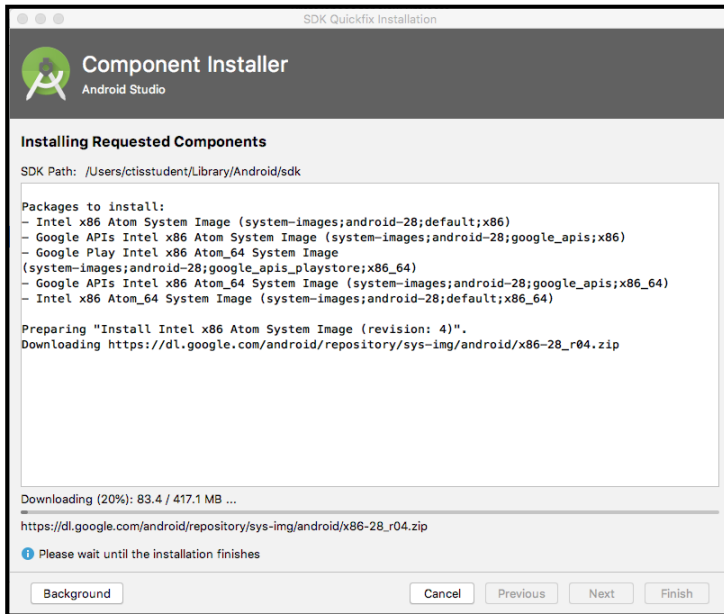 SDK Quickfix Installation
Component Installer
Android Studio
Installing Requested Components
SDK Path: /Users/ctisstudent/Library/Android/sdk
Packages to install:
- Intel x86 Atom System Image (system-images;android-28;default;x86)
- Google APIs Intel x86 Atom System Image (system-images;android-28;google_apis;x86)
- Google Play Intel x86 Atom_64 System Image
(system-images;android-28;google_apis_playstore;x86_64)
- Google APIs Intel x86 Atom_64 System Image (system-images;android-28;google_apis;x86_64)
- Intel x86 Atom_64 System Image (system-images;android-28;default;x86_64)
Preparing "Install Intel x86 Atom System Image (revision: 4)".
Downloading https://dl.google.com/android/repository/sys-img/android/x86-28_r04.zip
Downloading (20%): 83.4 / 417.1 MB ...
https://dl.google.com/android/repository/sys-img/android/x86-28_r04.zip
Please wait until the installation finishes
Background Cancel Previous Next Finish